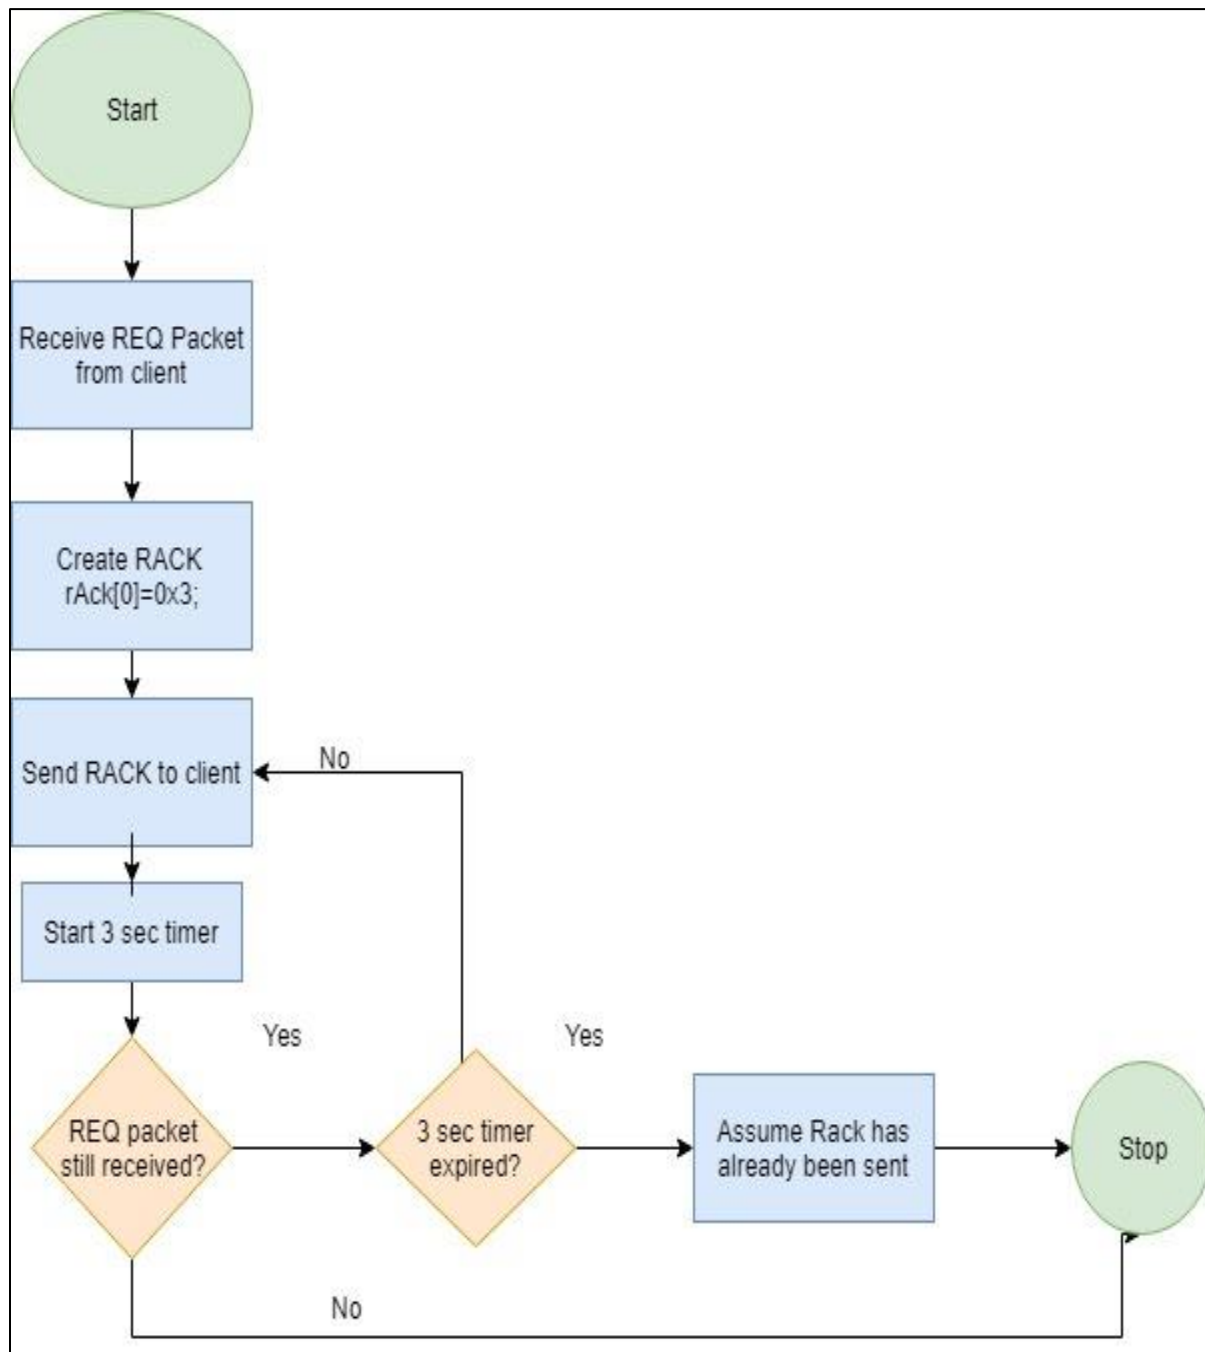 Start
Receive REQ Packet
from client
Create RACK
rAck[0]=0x3;
Send RACK to client
No
Start 3 sec timer
Yes
Yes
REQ packet
still received?
3 sec timer
expired?
Assume Rack has
already been sent
Stop
No